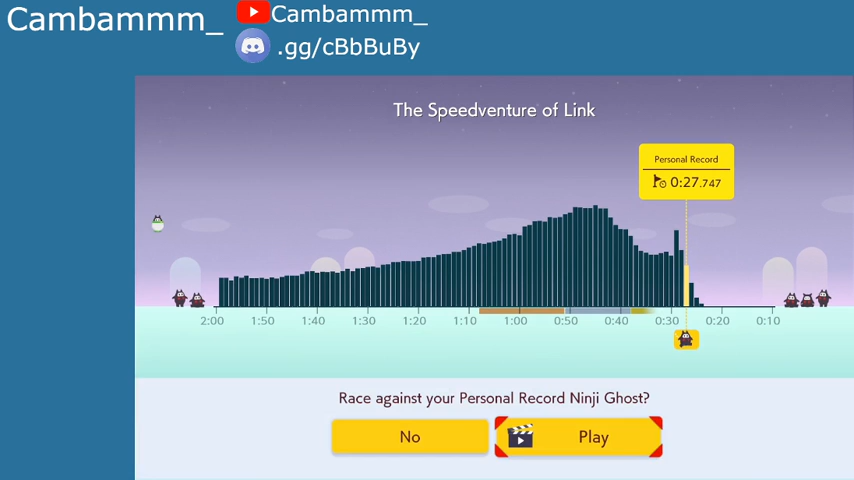 Cambammm_
Cambammm_
.gg/cBbBuBy
The Speedventure of Link
Personal Record
0:27.747
2:00 1:50 1:40 1:30 1:20 1:10 1:00 0:50 0:40 0:30 0:20 0:10
Race against your Personal Record Ninji Ghost?
No
Play